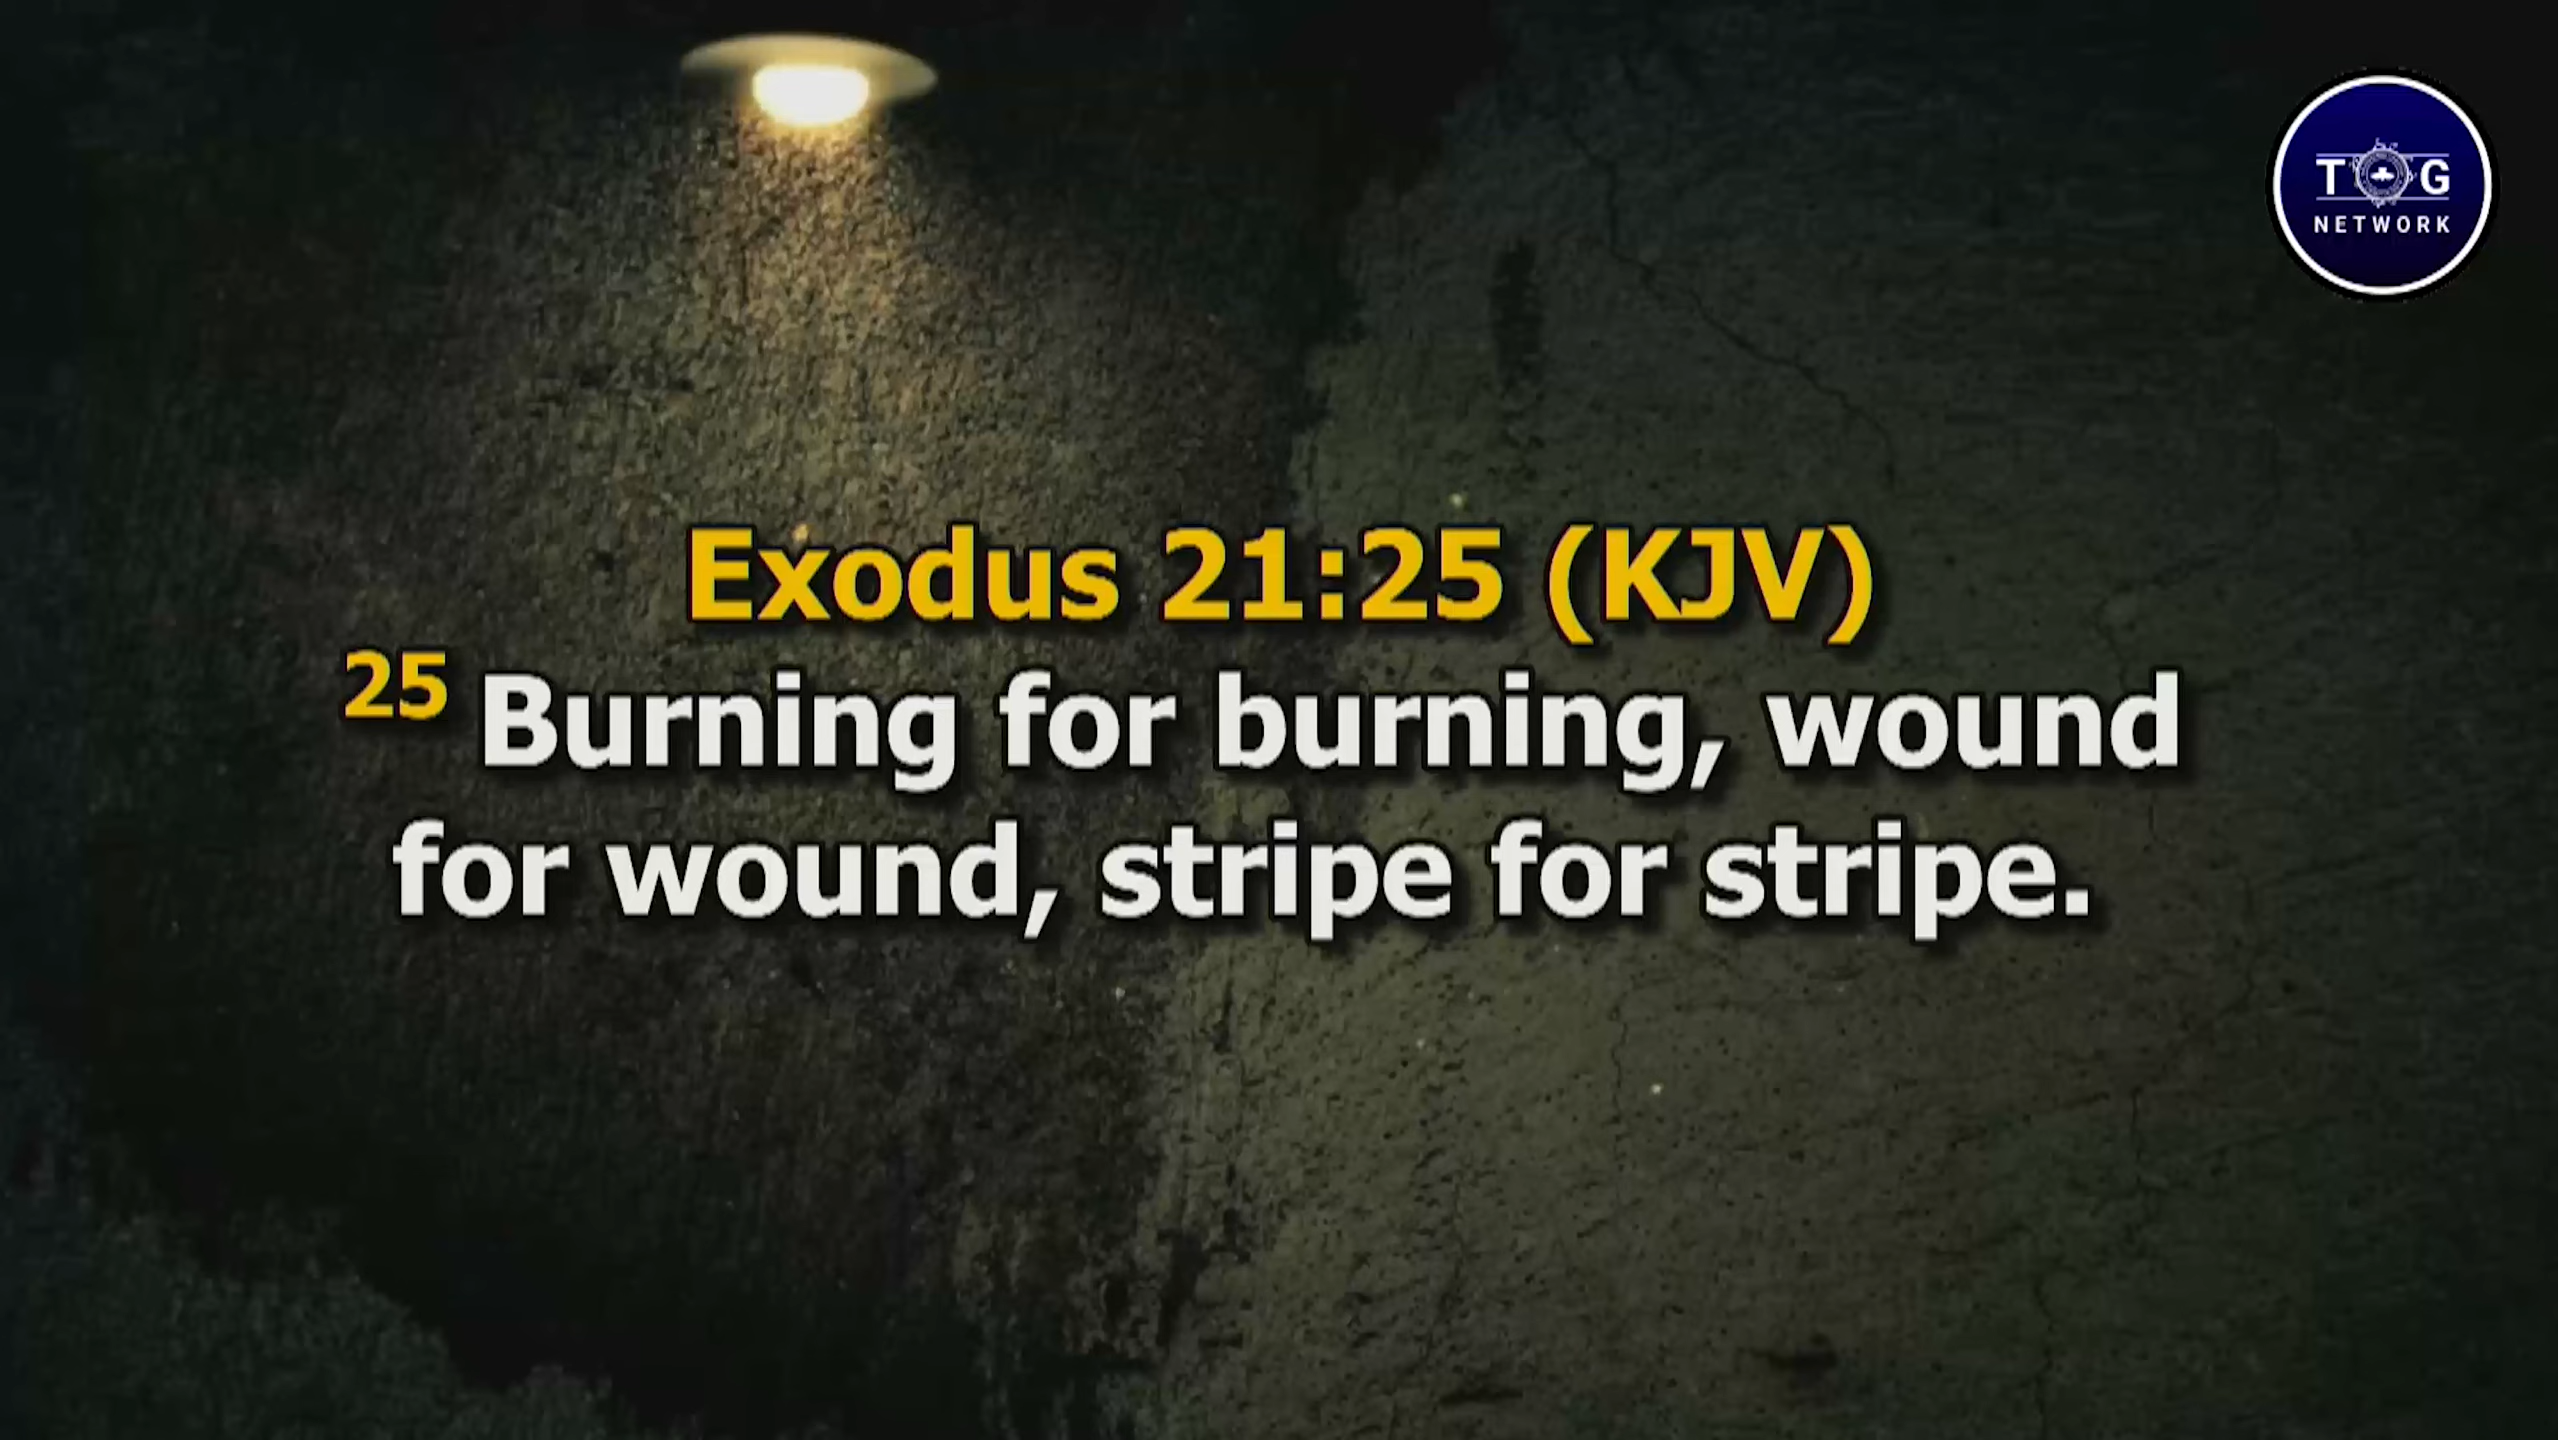 TOG
NETWORK
Exodus 21:25 (KJV)
25 Burning for burning, wound
for wound, stripe for stripe.